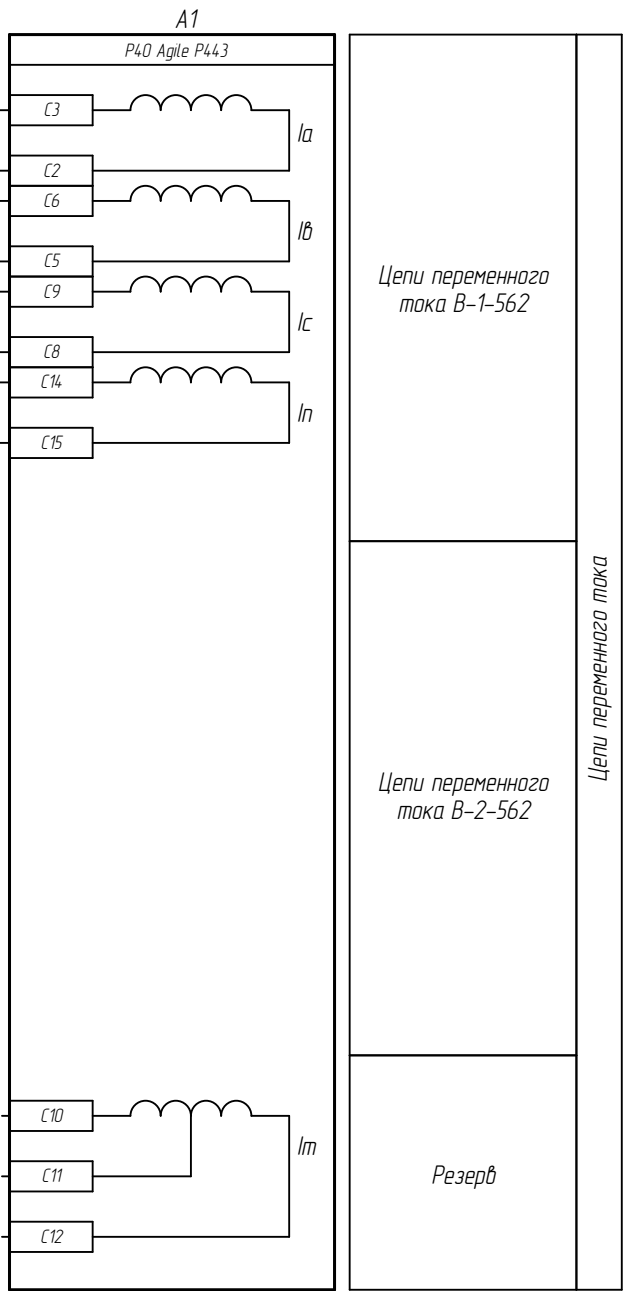 A1
P40 Agile P443
C3
Ia
C2
C6
Iв
C5
C9
Ic
C8
C14
In
C15
Цепи переменного
тока В-1-562
Цепи переменного
тока В-2-562
Цепи переменного тока
C10
Im
C11
Резерв
C12